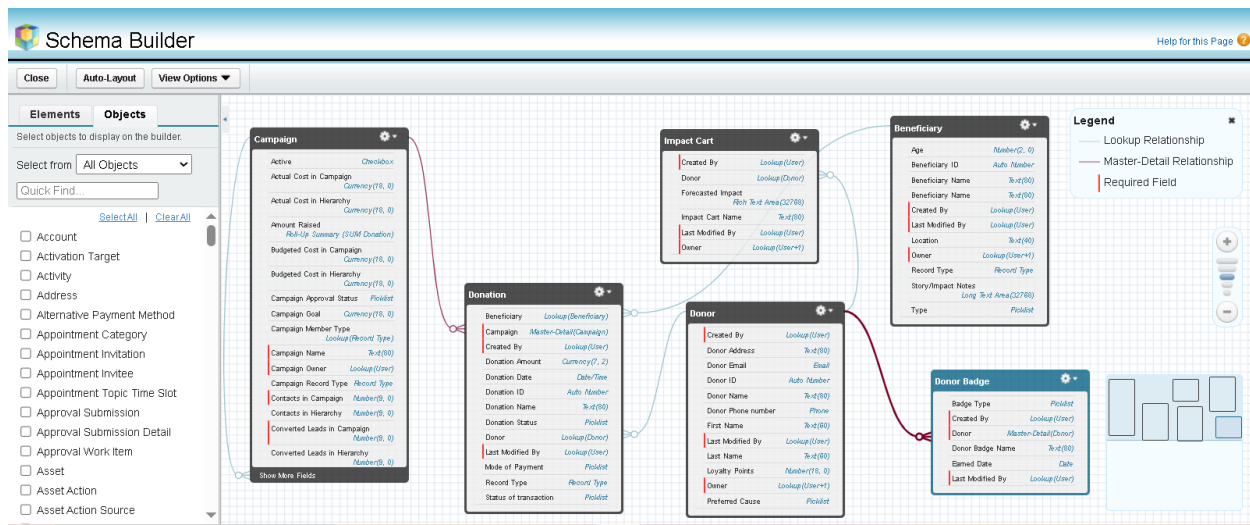 Schema Builder
Help for this Page
Close
Auto-Layout
View Options
Elements
Objects
Select objects to display on the builder.
Select from All Objects
Quick Find...
Select All | Clear All
Account
Activation Target
Activity
Address
Alternative Payment Method
Appointment Category
Appointment Invitation
Appointment Invitee
Appointment Topic Time Slot
Approval Submission
Approval Submission Detail
Approval Work Item
Asset
Asset Action
Asset Action Source
Campaign
Active Checkbox
Actual Cost in Campaign
Currency(18, 0)
Actual Cost in Hierarchy
Currency(18, 0)
Amount Raised
Roll-Up Summary (SUM Donation)
Budgeted Cost in Campaign
Currency(18, 0)
Budgeted Cost in Hierarchy
Currency(18, 0)
Campaign Approval Status Picklist
Campaign Goal Currency(18, 0)
Campaign Member Type
Lookup(Record Type)
Campaign Name Text(80)
Campaign Owner Lookup(User)
Campaign Record Type Record Type
Contacts in Campaign Number(9, 0)
Contacts in Hierarchy Number(9, 0)
Converted Leads in Campaign
Number(9, 0)
Converted Leads in Hierarchy
Number(9, 0)
Show More Fields
Donation
Beneficiary Lookup(Beneficiary)
Campaign Master-Detail(Campaign)
Created By Lookup(User)
Donation Amount Currency(7, 2)
Donation Date Date/Time
Donation ID Auto Number
Donation Name Text(80)
Donation Status Picklist
Donor Lookup(Donor)
Last Modified By Lookup(User)
Mode of Payment Picklist
Record Type Record Type
Status of transaction Picklist
Impact Cart
Created By Lookup(User)
Donor Lookup(Donor)
Forecasted Impact
Rich Text Area(32768)
Impact Cart Name Text(80)
Last Modified By Lookup(User)
Owner Lookup(User+1)
Donor
Created By Lookup(User)
Donor Address Text(80)
Donor Email Email
Donor ID Auto Number
Donor Name Text(80)
Donor Phone number Phone
First Name Text(60)
Last Modified By Lookup(User)
Last Name Text(60)
Loyalty Points Number(18, 0)
Owner Lookup(User+1)
Preferred Cause Picklist
Beneficiary
Age Number(2, 0)
Beneficiary ID Auto Number
Beneficiary Name Text(80)
Beneficiary Name Text(80)
Created By Lookup(User)
Last Modified By Lookup(User)
Location Text(40)
Owner Lookup(User+1)
Record Type Record Type
Story/Impact Notes
Long Text Area(32768)
Type Picklist
Donor Badge
Badge Type Picklist
Created By Lookup(User)
Donor Master-Detail(Donor)
Donor Badge Name Text(80)
Earned Date Date
Last Modified By Lookup(User)
Legend
Lookup Relationship
Master-Detail Relationship
Required Field